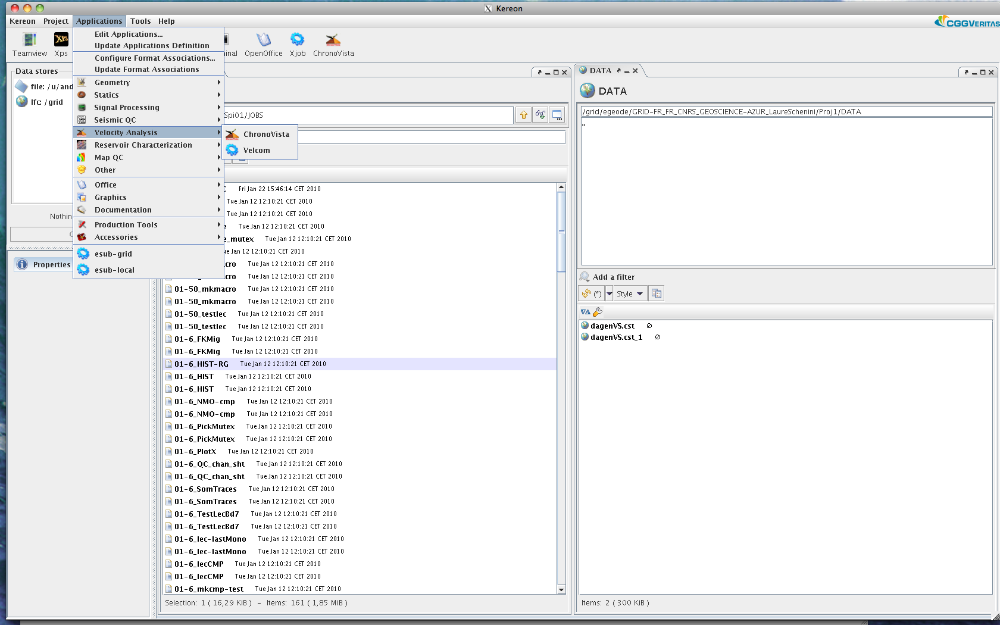 Kereon
Kereon Project Applications Tools Help
CGGVERITAS
Teamview Xps inal OpenOffice Xjob ChronoVista
Edit Applications...
Update Applications Definition
Configure Format Associations...
Update Format Associations
Geometry
Statics
Signal Processing
Seismic QC
Velocity Analysis
Reservoir Characterization
Map QC
Other
Office
Graphics
Documentation
Production Tools
Accessories
esub-grid
esub-local
ChronoVista
Velcom
Data stores
file: /u/and
lfc: /grid
Nothin
Properties
Spi01/JOBS
Fri Jan 22 15:46:14 CET 2010
Tue Jan 12 12:10:21 CET 2010
Tue Jan 12 12:10:21 CET 2010
e Tue Jan 12 12:10:21 CET 2010
e_mutex Tue Jan 12 12:10:21 CET 2010
ue Jan 12 12:10:21 CET 2010
cro Tue Jan 12 12:10:21 CET 2010
cro Tue Jan 12 12:10:21 CET 2010
01-50_mkmacro Tue Jan 12 12:10:21 CET 2010
01-50_mkmacro Tue Jan 12 12:10:21 CET 2010
01-50_testlec Tue Jan 12 12:10:21 CET 2010
01-50_testlec Tue Jan 12 12:10:21 CET 2010
01-6_FKMig Tue Jan 12 12:10:21 CET 2010
01-6_FKMig Tue Jan 12 12:10:21 CET 2010
01-6_HIST-RG Tue Jan 12 12:10:21 CET 2010
01-6_HIST Tue Jan 12 12:10:21 CET 2010
01-6_HIST Tue Jan 12 12:10:21 CET 2010
01-6_NMO-cmp Tue Jan 12 12:10:21 CET 2010
01-6_NMO-cmp Tue Jan 12 12:10:21 CET 2010
01-6_PickMutex Tue Jan 12 12:10:21 CET 2010
01-6_PickMutex Tue Jan 12 12:10:21 CET 2010
01-6_PlotX Tue Jan 12 12:10:21 CET 2010
01-6_QC_chan_sht Tue Jan 12 12:10:21 CET 2010
01-6_QC_chan_sht Tue Jan 12 12:10:21 CET 2010
01-6_SomTraces Tue Jan 12 12:10:21 CET 2010
01-6_SomTraces Tue Jan 12 12:10:21 CET 2010
01-6_TestLecBd7 Tue Jan 12 12:10:21 CET 2010
01-6_TestLecBd7 Tue Jan 12 12:10:21 CET 2010
01-6_lec-lastMono Tue Jan 12 12:10:21 CET 2010
01-6_lec-lastMono Tue Jan 12 12:10:21 CET 2010
01-6_lecCMP Tue Jan 12 12:10:21 CET 2010
01-6_lecCMP Tue Jan 12 12:10:21 CET 2010
01-6_mkcmp-test Tue Jan 12 12:10:21 CET 2010
Selection: 1 ( 16,29 KiB ) - Items: 161 ( 1,85 MiB )
DATA
DATA
/grid/egeode/GRID-FR_FR_CNRS_GEOSCIENCE-AZUR_LaureSchenini/Proj1/DATA
..
Add a filter
(*) Style
dagenVS.cst ∅
dagenVS.cst_1 ∅
Items: 2 ( 300 KiB )